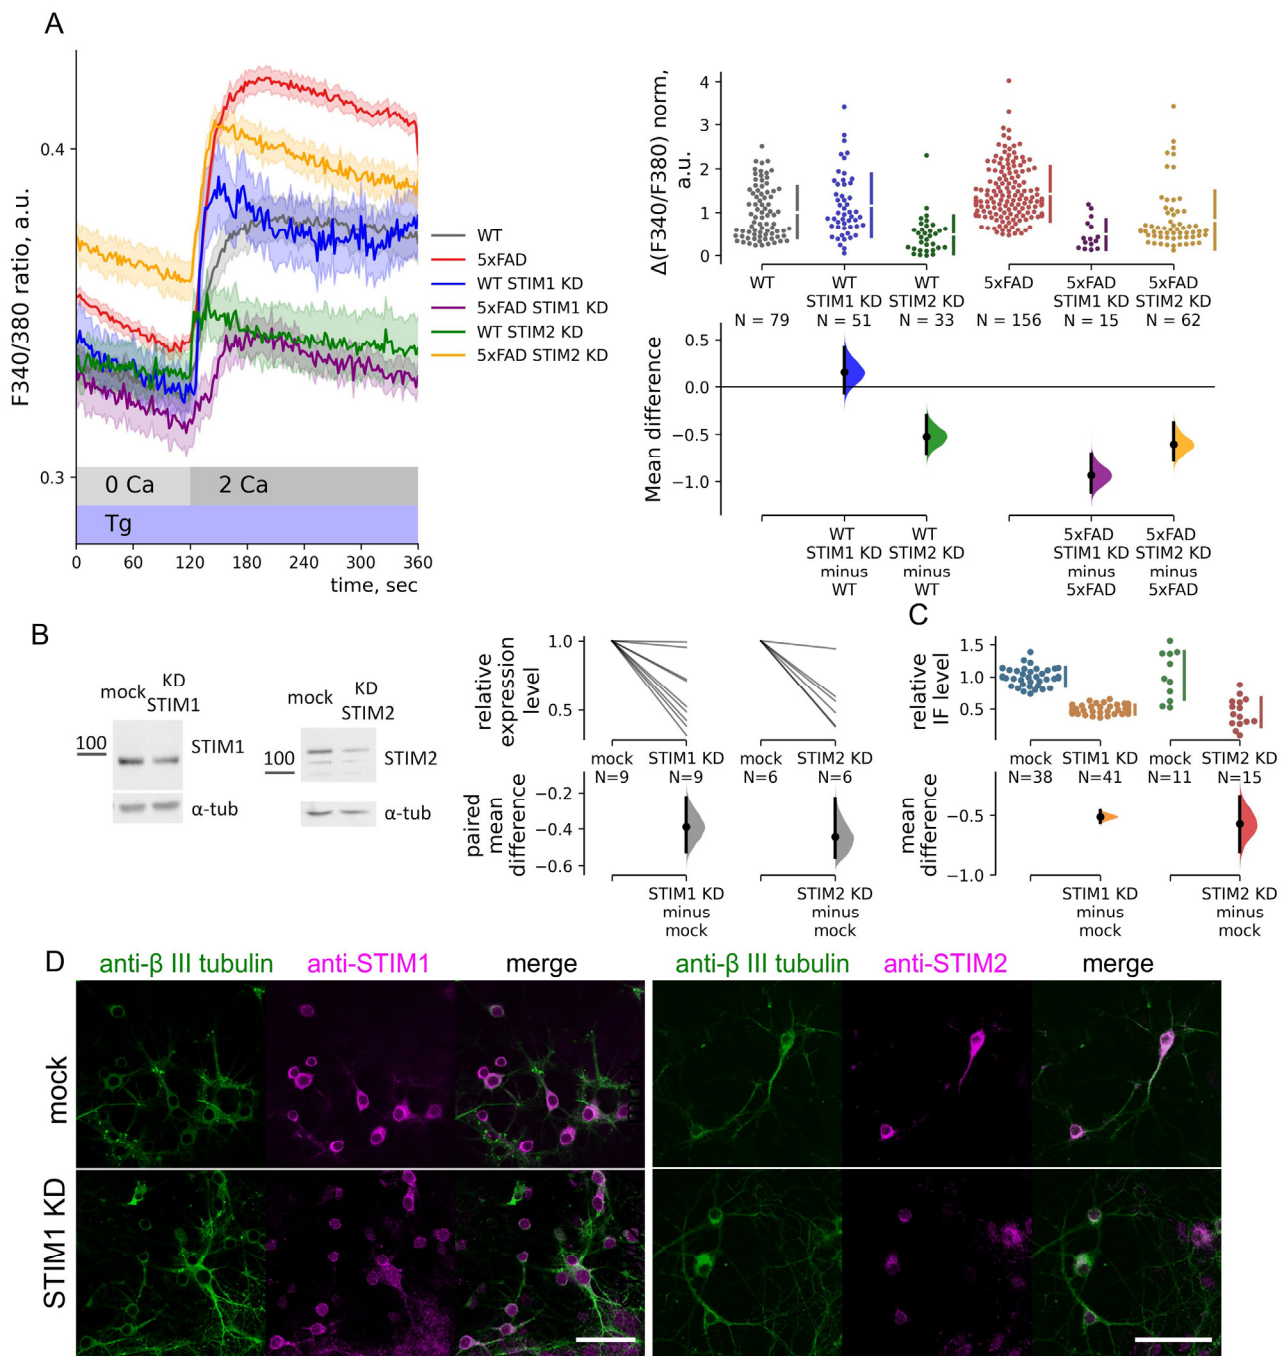 A
F340/380 ratio, a.u.
0.4
0.3
0 Ca
2 Ca
Tg
0
60
120
180
240
300
360
time, sec
WT
5xFAD
WT STIM1 KD
5xFAD STIM1 KD
WT STIM2 KD
5xFAD STIM2 KD
Δ(F340/F380) norm,
a.u.
4
3
2
1
0
WT
WT
STIM1 KD
WT
STIM2 KD
5xFAD
5xFAD
STIM1 KD
5xFAD
STIM2 KD
N = 79
N = 51
N = 33
N = 156
N = 15
N = 62
Mean difference
0.5
0.0
−0.5
−1.0
WT
STIM1 KD
minus
WT
WT
STIM2 KD
minus
WT
5xFAD
STIM1 KD
minus
5xFAD
5xFAD
STIM2 KD
minus
5xFAD
B
mock
KD
STIM1
100
STIM1
α-tub
mock
KD
STIM2
100
STIM2
α-tub
relative
expression
level
1.0
0.5
mock
N=9
STIM1 KD
N=9
mock
N=6
STIM2 KD
N=6
paired
mean
difference
−0.2
−0.4
−0.6
STIM1 KD
minus
mock
STIM2 KD
minus
mock
C
relative
IF level
1.5
1.0
0.5
mock
N=38
STIM1 KD
N=41
mock
N=11
STIM2 KD
N=15
mean
difference
−0.5
−1.0
STIM1 KD
minus
mock
STIM2 KD
minus
mock
D
anti-β III tubulin
anti-STIM1
merge
anti-β III tubulin
anti-STIM2
merge
mock
STIM1 KD